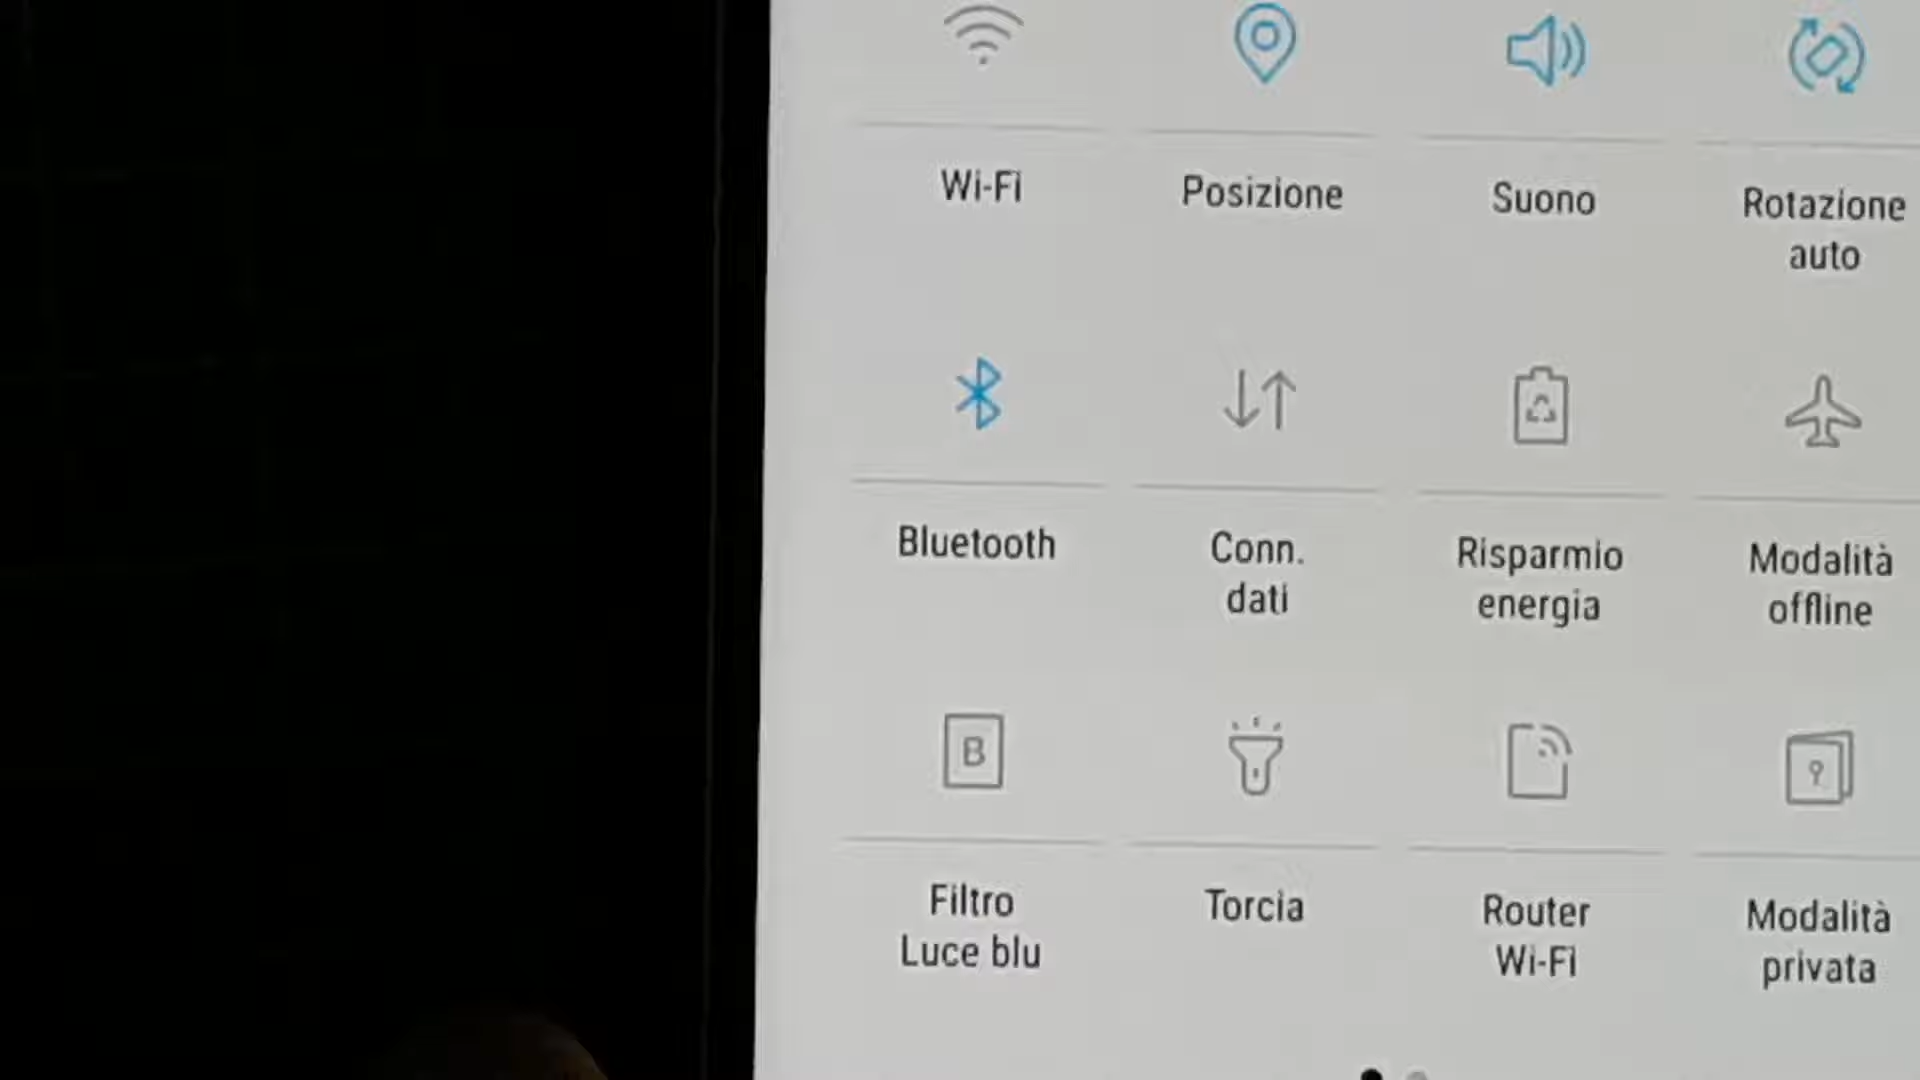 Wi-Fi
Posizione
Suono
Rotazione
auto
Bluetooth
Conn.
dati
Risparmio
energia
Modalità
offline
B
Filtro
Luce blu
Torcia
Router
Wi-Fi
Modalità
privata